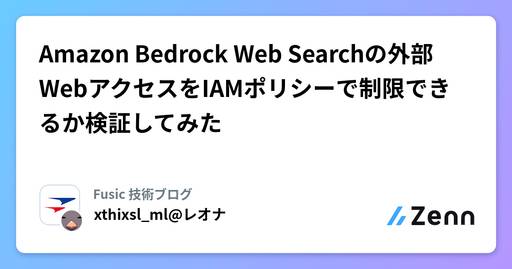 Amazon Bedrock Web Searchの外部
WebアクセスをIAMポリシーで制限でき
るか検証してみた
Fusic 技術ブログ
xthixsl_ml@レオナ
Zenn